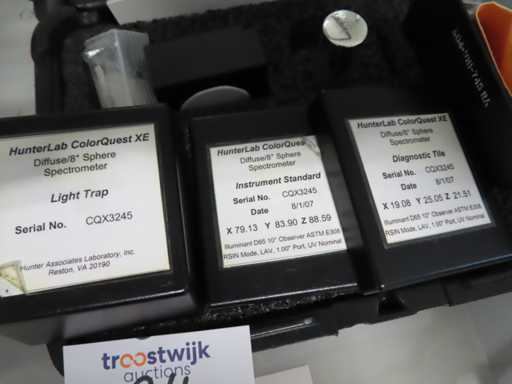 HunterLab ColorQuest XE
Diffuse/8° Sphere
Spectrometer
Light Trap
Serial No. CQX3245
Hunter Associates Laboratory, Inc.
Reston, VA 20190
HunterLab ColorQues
Diffuse/8° Sphere
Spectrometer
Instrument Standard
Serial No. CQX3245
Date 8/1/07
X 79.13 Y 83.90 Z 88.59
Illuminant D65 10° Observer ASTM E308
RSIN Mode, LAV, 1.00" Port, UV Nominal
HunterLab ColorQuest XE
Diffuse/8° Sphere
Spectrometer
Diagnostic Tile
Serial No. CQX3245
Date 8/1/07
X 19.08 Y 25.05 Z 21.51
Illuminant D65 10° Observer ASTM E308
RSIN Mode, LAV, 1.00" Port, UV Nominal
troostwijk
auctions